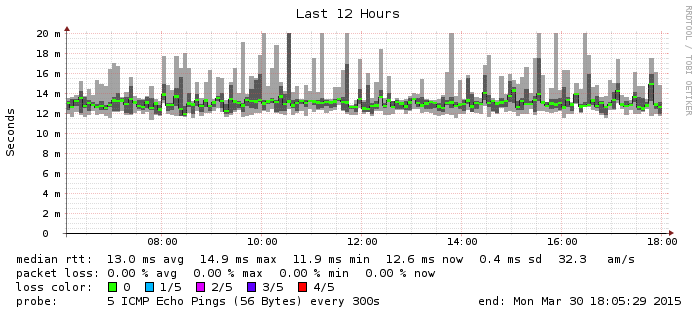 Last 12 Hours
RRDTOOL / TOBI OETIKER
Seconds
20 m
18 m
16 m
14 m
12 m
10 m
8 m
6 m
4 m
2 m
0
08:00 10:00 12:00 14:00 16:00 18:00
median rtt: 13.0 ms avg 14.9 ms max 11.9 ms min 12.6 ms now 0.4 ms sd 32.3 am/s
packet loss: 0.00 % avg 0.00 % max 0.00 % min 0.00 % now
loss color: 0 1/5 2/5 3/5 4/5
probe: 5 ICMP Echo Pings (56 Bytes) every 300s end: Mon Mar 30 18:05:29 2015